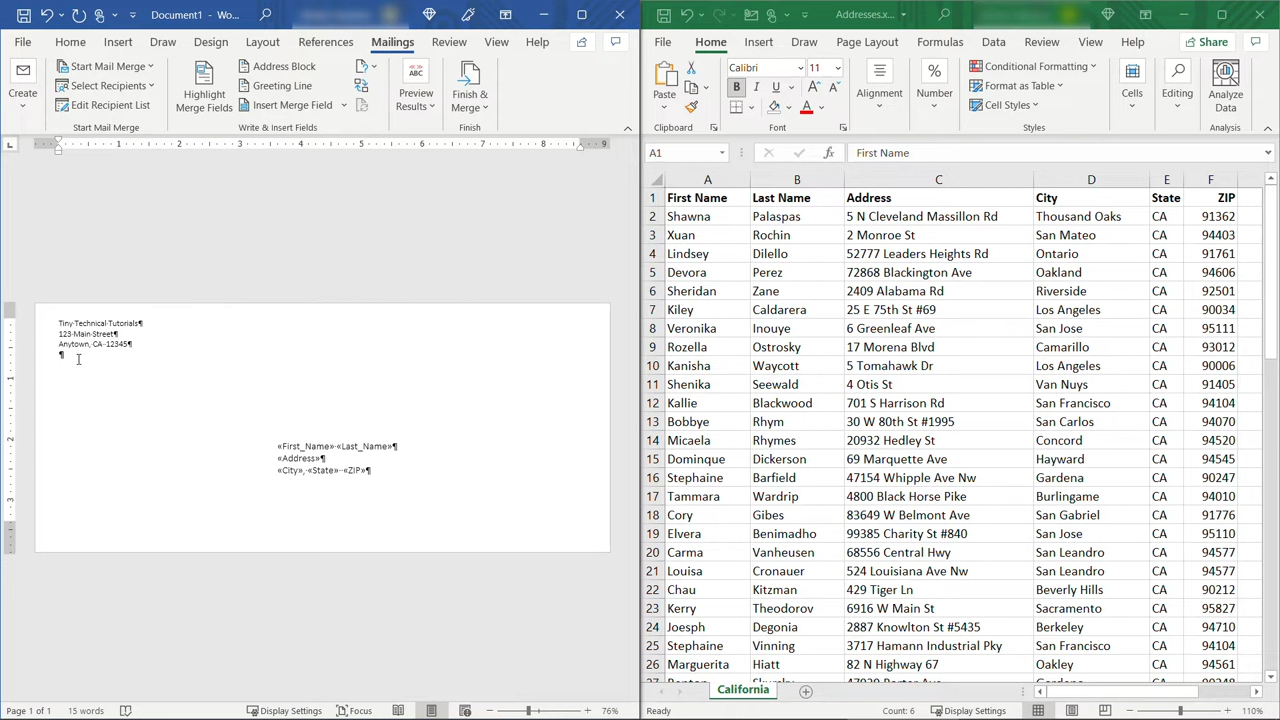 Document1 - Wo...
File Home Insert Draw Design Layout References Mailings Review View Help
Create
Start Mail Merge
Select Recipients
Edit Recipient List
Start Mail Merge
Highlight Merge Fields
Address Block
Greeting Line
Insert Merge Field
Write & Insert Fields
ABC
Preview Results
Finish & Merge
Finish
1 2 3 4 5 6 7 8 9
Tiny·Technical·Tutorials¶
123·Main·Street¶
Anytown,·CA··12345¶
¶
«First_Name»·«Last_Name»¶
«Address»¶
«City»,·«State»··«ZIP»¶
Page 1 of 1 15 words Display Settings Focus 76%
Addresses.x...
File Home Insert Draw Page Layout Formulas Data Review View Help Share
Paste
Clipboard
Calibri 11
B I U A A
A
Font
Alignment
%
Number
Conditional Formatting
Format as Table
Cell Styles
Styles
Cells
Editing
Analyze Data
Analysis
A1 fx First Name
A B C D E F
1 First Name Last Name Address City State ZIP
2 Shawna Palaspas 5 N Cleveland Massillon Rd Thousand Oaks CA 91362
3 Xuan Rochin 2 Monroe St San Mateo CA 94403
4 Lindsey Dilello 52777 Leaders Heights Rd Ontario CA 91761
5 Devora Perez 72868 Blackington Ave Oakland CA 94606
6 Sheridan Zane 2409 Alabama Rd Riverside CA 92501
7 Kiley Caldarera 25 E 75th St #69 Los Angeles CA 90034
8 Veronika Inouye 6 Greenleaf Ave San Jose CA 95111
9 Rozella Ostrosky 17 Morena Blvd Camarillo CA 93012
10 Kanisha Waycott 5 Tomahawk Dr Los Angeles CA 90006
11 Shenika Seewald 4 Otis St Van Nuys CA 91405
12 Kallie Blackwood 701 S Harrison Rd San Francisco CA 94104
13 Bobbye Rhym 30 W 80th St #1995 San Carlos CA 94070
14 Micaela Rhymes 20932 Hedley St Concord CA 94520
15 Dominque Dickerson 69 Marquette Ave Hayward CA 94545
16 Stephaine Barfield 47154 Whipple Ave Nw Gardena CA 90247
17 Tammara Wardrip 4800 Black Horse Pike Burlingame CA 94010
18 Cory Gibes 83649 W Belmont Ave San Gabriel CA 91776
19 Elvera Benimadho 99385 Charity St #840 San Jose CA 95110
20 Carma Vanheusen 68556 Central Hwy San Leandro CA 94577
21 Louisa Cronauer 524 Louisiana Ave Nw San Leandro CA 94577
22 Chau Kitzman 429 Tiger Ln Beverly Hills CA 90212
23 Kerry Theodorov 6916 W Main St Sacramento CA 95827
24 Joesph Degonia 2887 Knowlton St #5435 Berkeley CA 94710
25 Stephaine Vinning 3717 Hamann Industrial Pky San Francisco CA 94104
26 Marguerita Hiatt 82 N Highway 67 Oakley CA 94561
California
Ready Count: 6 Display Settings 110%